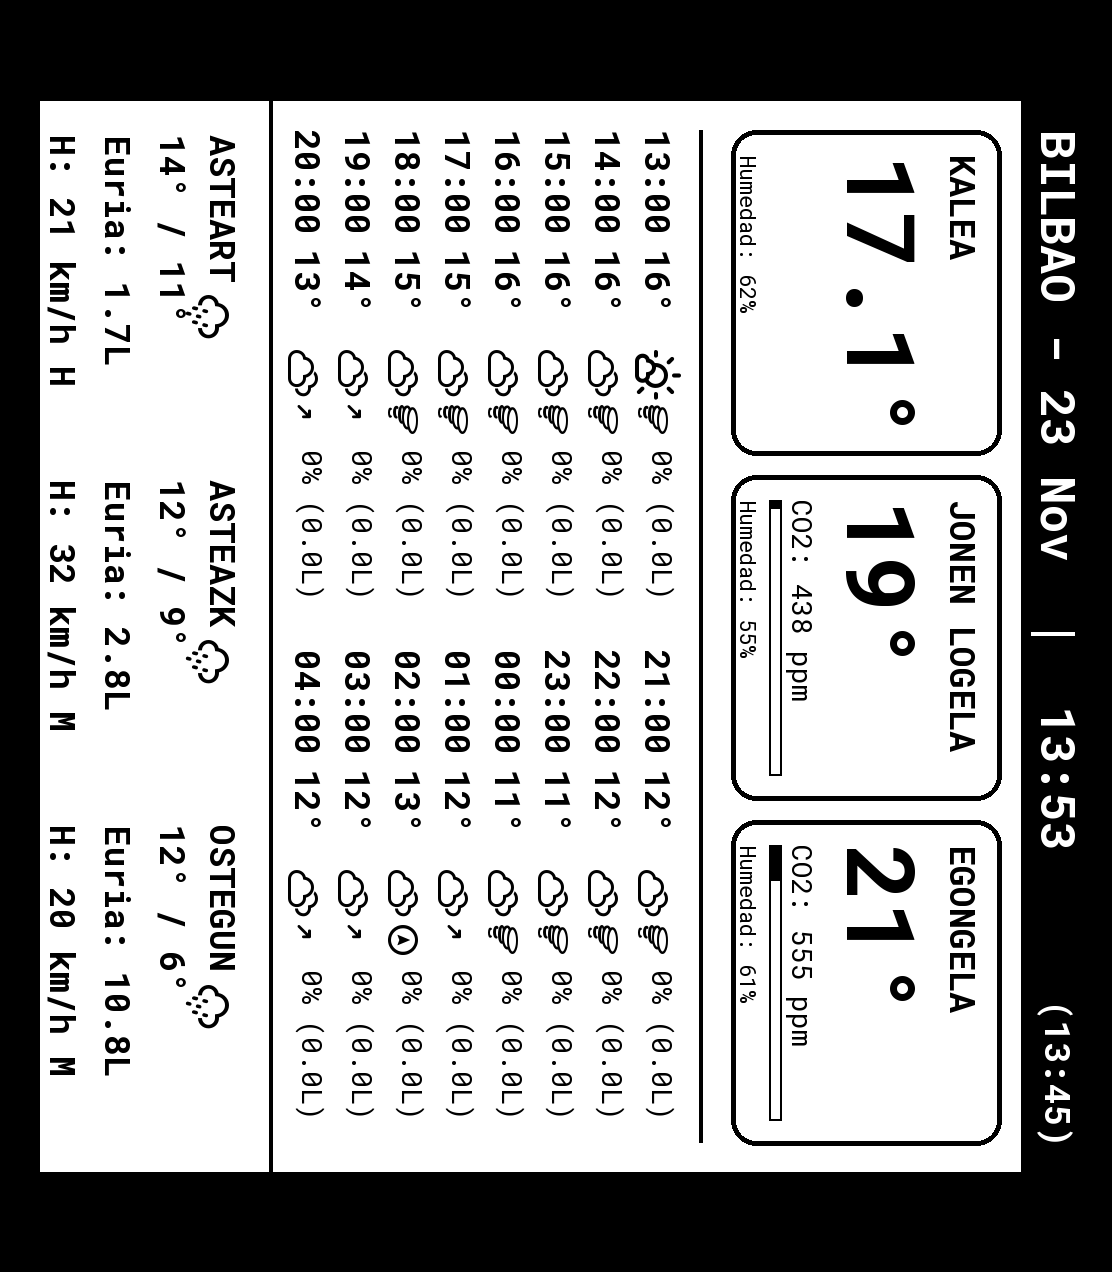 BILBAO - 23 Nov | 13:53 (13:45)
KALEA
17.1°
Humedad: 62%
JONEN LOGELA
19°
CO2: 438 ppm
Humedad: 55%
EGONGELA
21°
CO2: 555 ppm
Humedad: 61%
13:00 16° 0% (0.0L)
14:00 16° 0% (0.0L)
15:00 16° 0% (0.0L)
16:00 16° 0% (0.0L)
17:00 15° 0% (0.0L)
18:00 15° 0% (0.0L)
19:00 14° ↗ 0% (0.0L)
20:00 13° ↗ 0% (0.0L)
21:00 12° 0% (0.0L)
22:00 12° 0% (0.0L)
23:00 11° 0% (0.0L)
00:00 11° 0% (0.0L)
01:00 12° ↗ 0% (0.0L)
02:00 13° 0% (0.0L)
03:00 12° ↗ 0% (0.0L)
04:00 12° ↗ 0% (0.0L)
ASTEART
14° / 11°
Euria: 1.7L
H: 21 km/h H
ASTEAZK
12° / 9°
Euria: 2.8L
H: 32 km/h M
OSTEGUN
12° / 6°
Euria: 10.8L
H: 20 km/h M